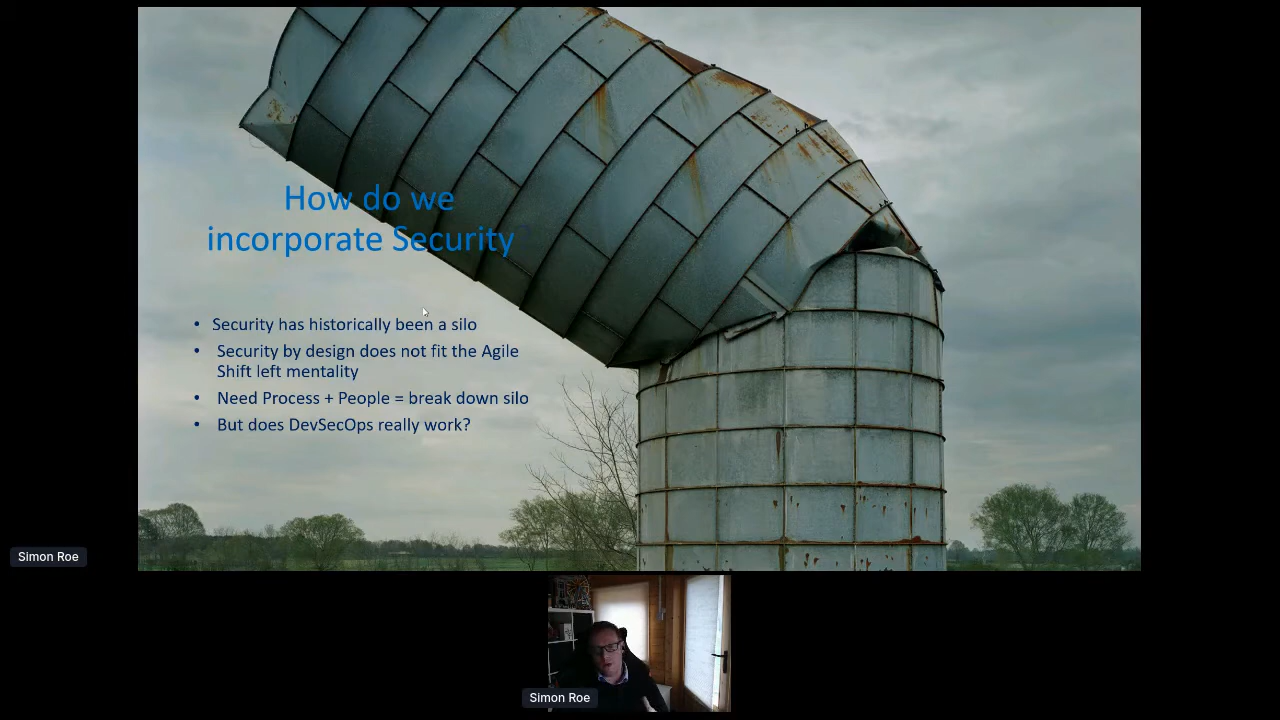 How do we
incorporate Security
• Security has historically been a silo
• Security by design does not fit the Agile
Shift left mentality
• Need Process + People = break down silo
• But does DevSecOps really work?
Simon Roe
Simon Roe